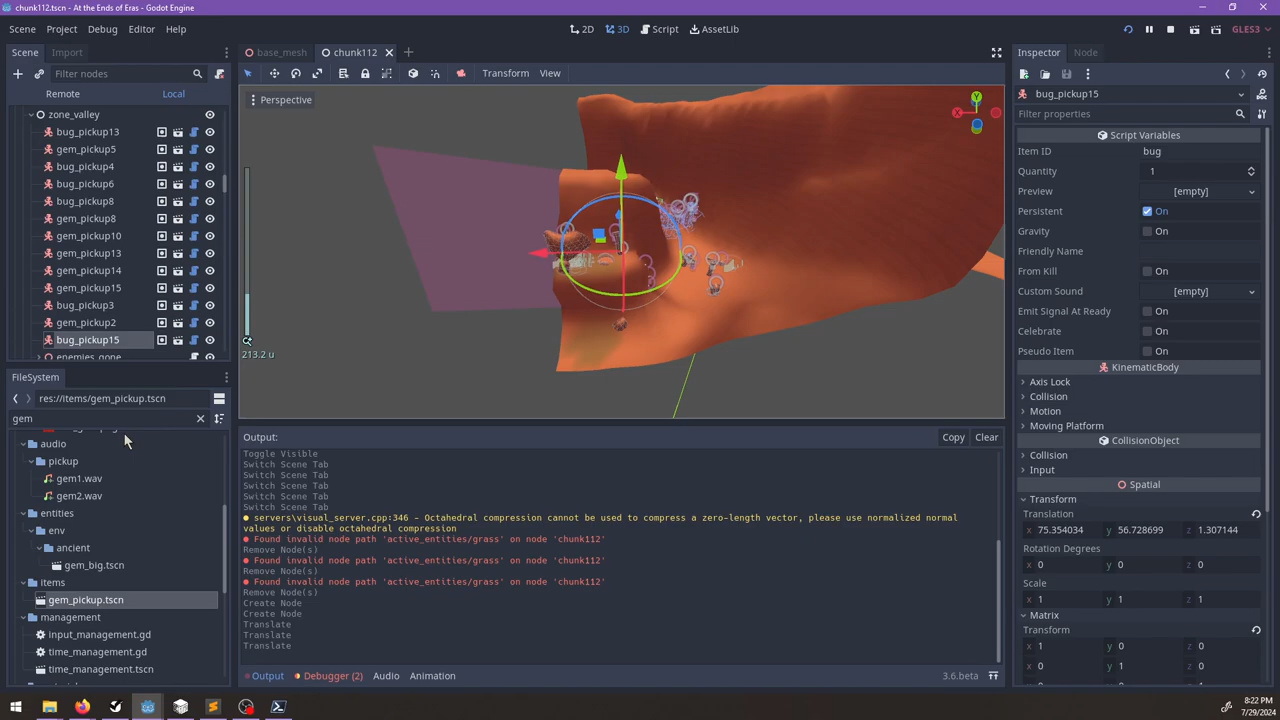 chunk112.tscn - At the Ends of Eras - Godot Engine
Scene Project Debug Editor Help
2D 3D Script AssetLib
GLES3
Scene Import
base_mesh chunk112
Inspector Node
Filter nodes
Transform View
Remote Local
bug_pickup15
Perspective
Y
X
Filter properties
zone_valley
bug_pickup13
gem_pickup5
bug_pickup4
bug_pickup6
bug_pickup8
gem_pickup8
gem_pickup10
gem_pickup13
gem_pickup14
gem_pickup15
bug_pickup3
gem_pickup2
bug_pickup15
enemies_gone
213.2 u
Script Variables
Item ID bug
Quantity 1
Preview [empty]
Persistent On
Gravity On
Friendly Name
From Kill On
Custom Sound [empty]
Emit Signal At Ready On
Celebrate On
Pseudo Item On
KinematicBody
Axis Lock
Collision
Motion
Moving Platform
CollisionObject
Collision
Input
Spatial
Transform
Translation
x 75.354034 y 56.728699 z 1.307144
Rotation Degrees
x 0 y 0 z 0
Scale
x 1 y 1 z 1
Matrix
Transform
x 1 y 0 z 0
x 0 y 1 z 0
FileSystem
res://items/gem_pickup.tscn
gem
audio
pickup
gem1.wav
gem2.wav
entities
env
ancient
gem_big.tscn
items
gem_pickup.tscn
management
input_management.gd
time_management.gd
time_management.tscn
Output:
Copy Clear
Toggle Visible
Switch Scene Tab
Switch Scene Tab
Switch Scene Tab
Switch Scene Tab
servers\visual_server.cpp:346 - Octahedral compression cannot be used to compress a zero-length vector, please use normalized normal
values or disable octahedral compression
Found invalid node path 'active_entities/grass' on node 'chunk112'
Remove Node(s)
Found invalid node path 'active_entities/grass' on node 'chunk112'
Remove Node(s)
Found invalid node path 'active_entities/grass' on node 'chunk112'
Remove Node(s)
Create Node
Create Node
Translate
Translate
Translate
Output Debugger (2) Audio Animation
3.6.beta
8:22 PM
7/29/2024